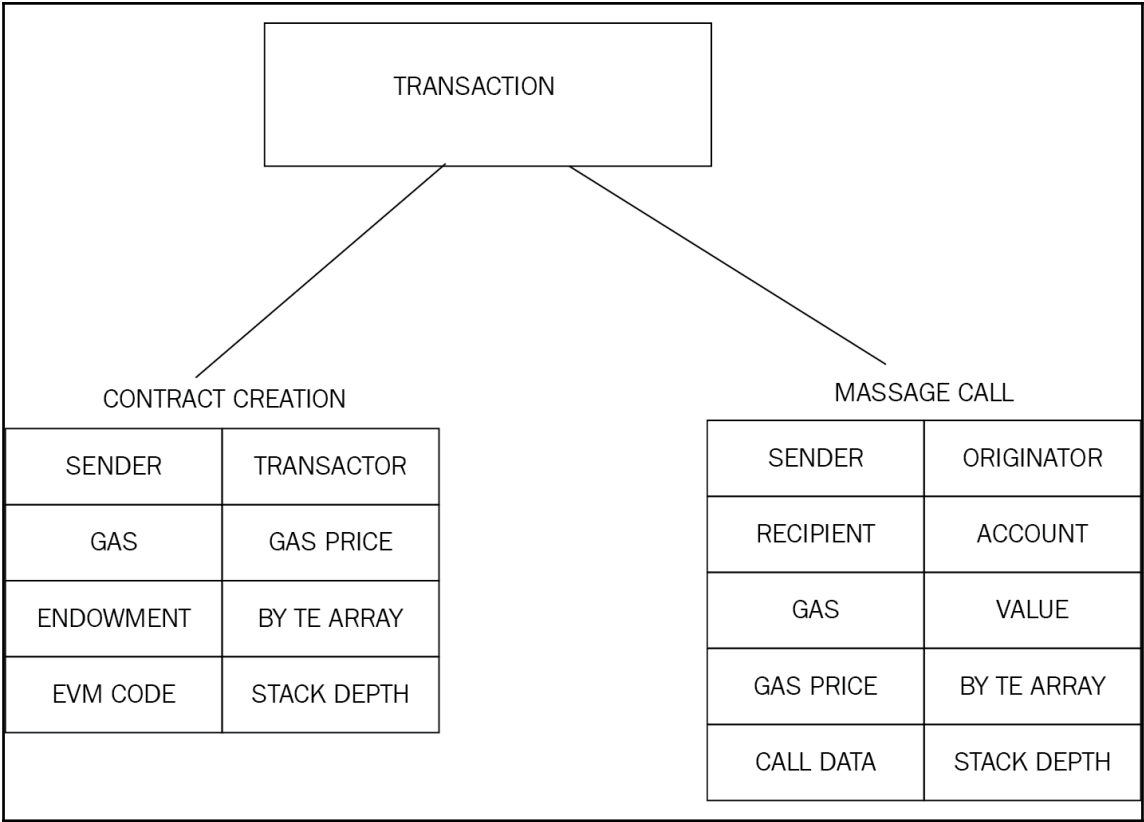 TRANSACTION
CONTRACT CREATION
SENDER TRANSACTOR
GAS GAS PRICE
ENDOWMENT BY TE ARRAY
EVM CODE STACK DEPTH
MASSAGE CALL
SENDER ORIGINATOR
RECIPIENT ACCOUNT
GAS VALUE
GAS PRICE BY TE ARRAY
CALL DATA STACK DEPTH